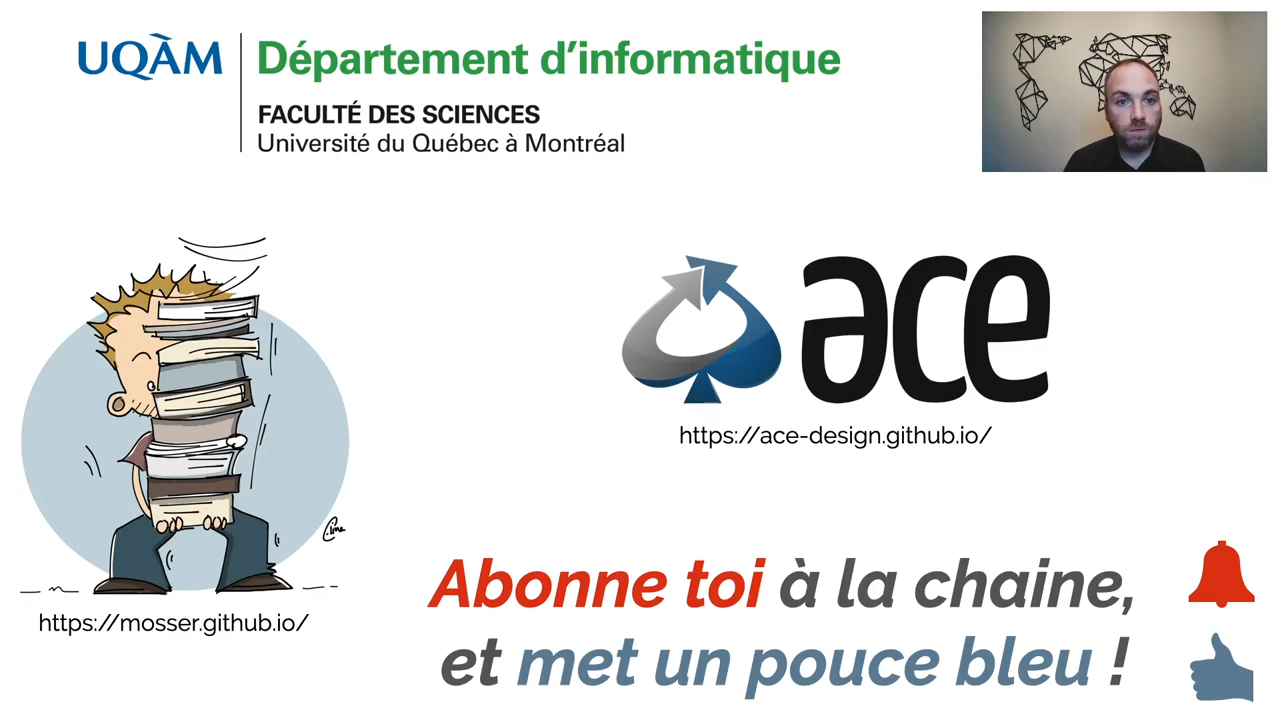 UQÀM
Département d'informatique
FACULTÉ DES SCIENCES
Université du Québec à Montréal
ace
https://ace-design.github.io/
https://mosser.github.io/
Abonne toi à la chaine,
et met un pouce bleu !